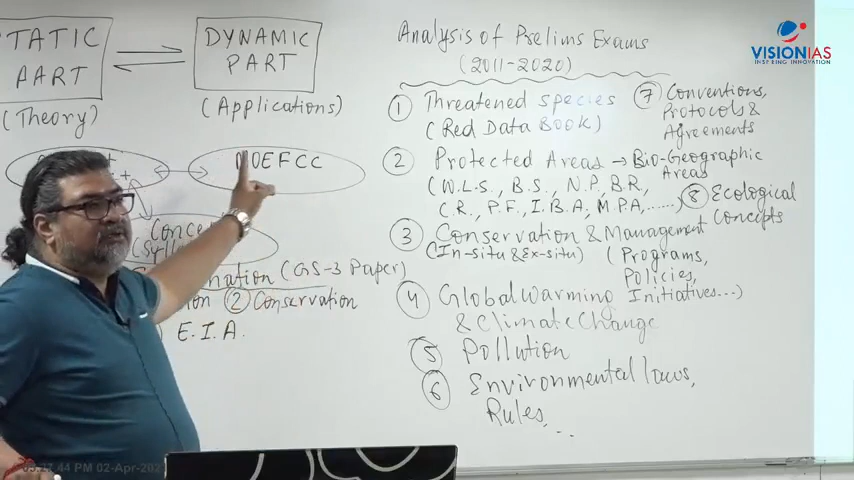 TATIC
PART
(Theory)
DYNAMIC
PART
(Applications)
MOEFCC
(GS-3 Paper)
② Conservation
E.I.A.
Analysis of Prelims Exams
(2011-2020)
① Threatened species
(Red Data Book)
② Protected Areas → Bio-Geographic
Areas
(W.L.S., B.S., N.P., B.R.,
C.R., P.F., I.B.A, M.P.A,......)
③ Conservation & Management
(In-situ & Ex-situ) (Programs,
Policies,
Initiatives...)
④ Global Warming
& Climate Change
⑤ Pollution
⑥ Environmental laws,
Rules, ...
⑦ Conventions,
Protocols &
Agreements
⑧ Ecological
Concepts
VISIONIAS
INSPIRING INNOVATION
44 PM 02-Apr-202